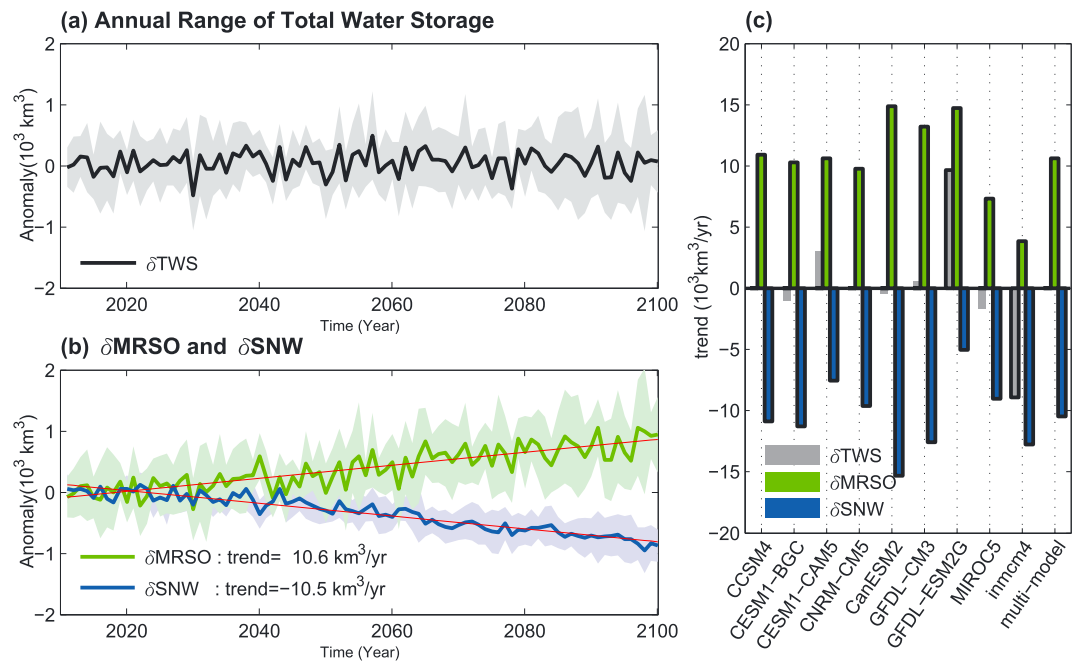 (a) Annual Range of Total Water Storage
2
1
0
−1
−2
Anomaly(10³ km³)
δTWS
2020
2040
2060
2080
2100
Time (Year)
(b) δMRSO and δSNW
2
1
0
−1
−2
Anomaly(10³ km³)
δMRSO : trend= 10.6 km³/yr
δSNW : trend=−10.5 km³/yr
2020
2040
2060
2080
2100
Time (Year)
(c)
20
15
10
5
0
−5
−10
−15
−20
trend (10³km³/yr)
δTWS
δMRSO
δSNW
CCSM4
CESM1−BGC
CESM1−CAM5
CNRM−CM5
CanESM2
GFDL−CM3
GFDL−ESM2G
MIROC5
inmcm4
multi−model